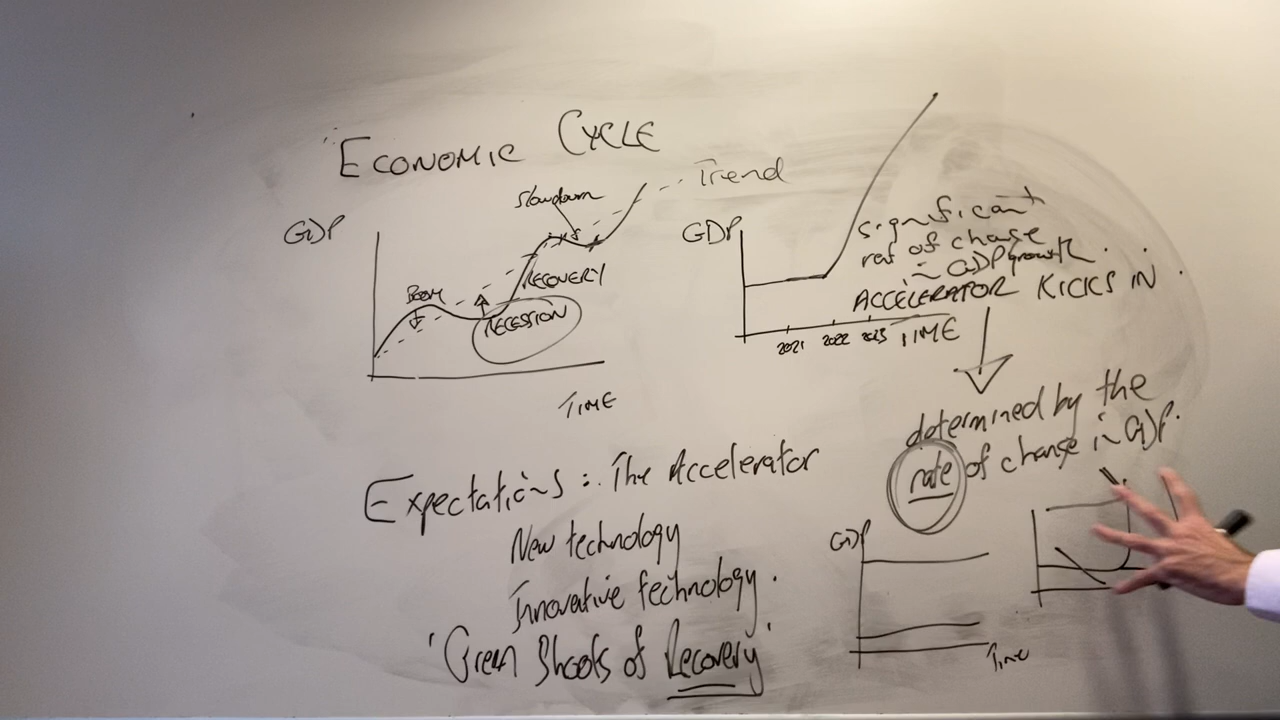 ECONOMIC CYCLE
GDP
Boom
Slowdown
Trend
RECOVERY
RECESSION
TIME
GDP
significant
rat of change
in GDP growth.
ACCELERATOR KICKS IN.
2021 2022 2023 TIME
determined by the
rate of change in GDP.
Expectations : The Accelerator
New technology
Innovative technology.
'Green Shoots of Recovery'
GDP
Time